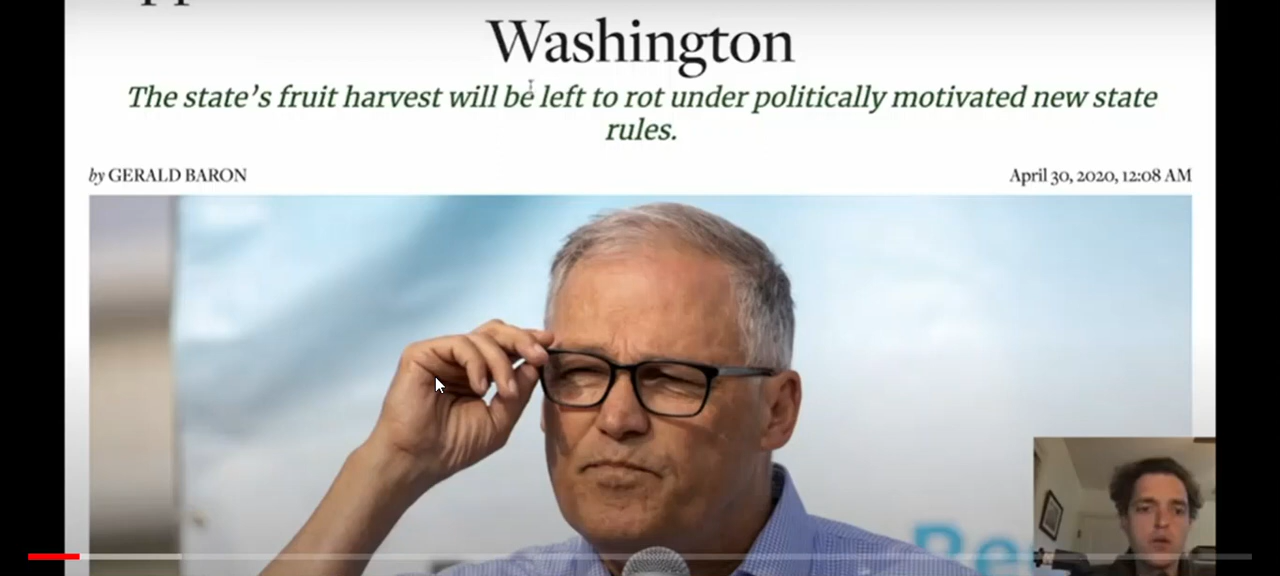 Washington
The state's fruit harvest will be left to rot under politically motivated new state
rules.
by GERALD BARON April 30, 2020, 12:08 AM